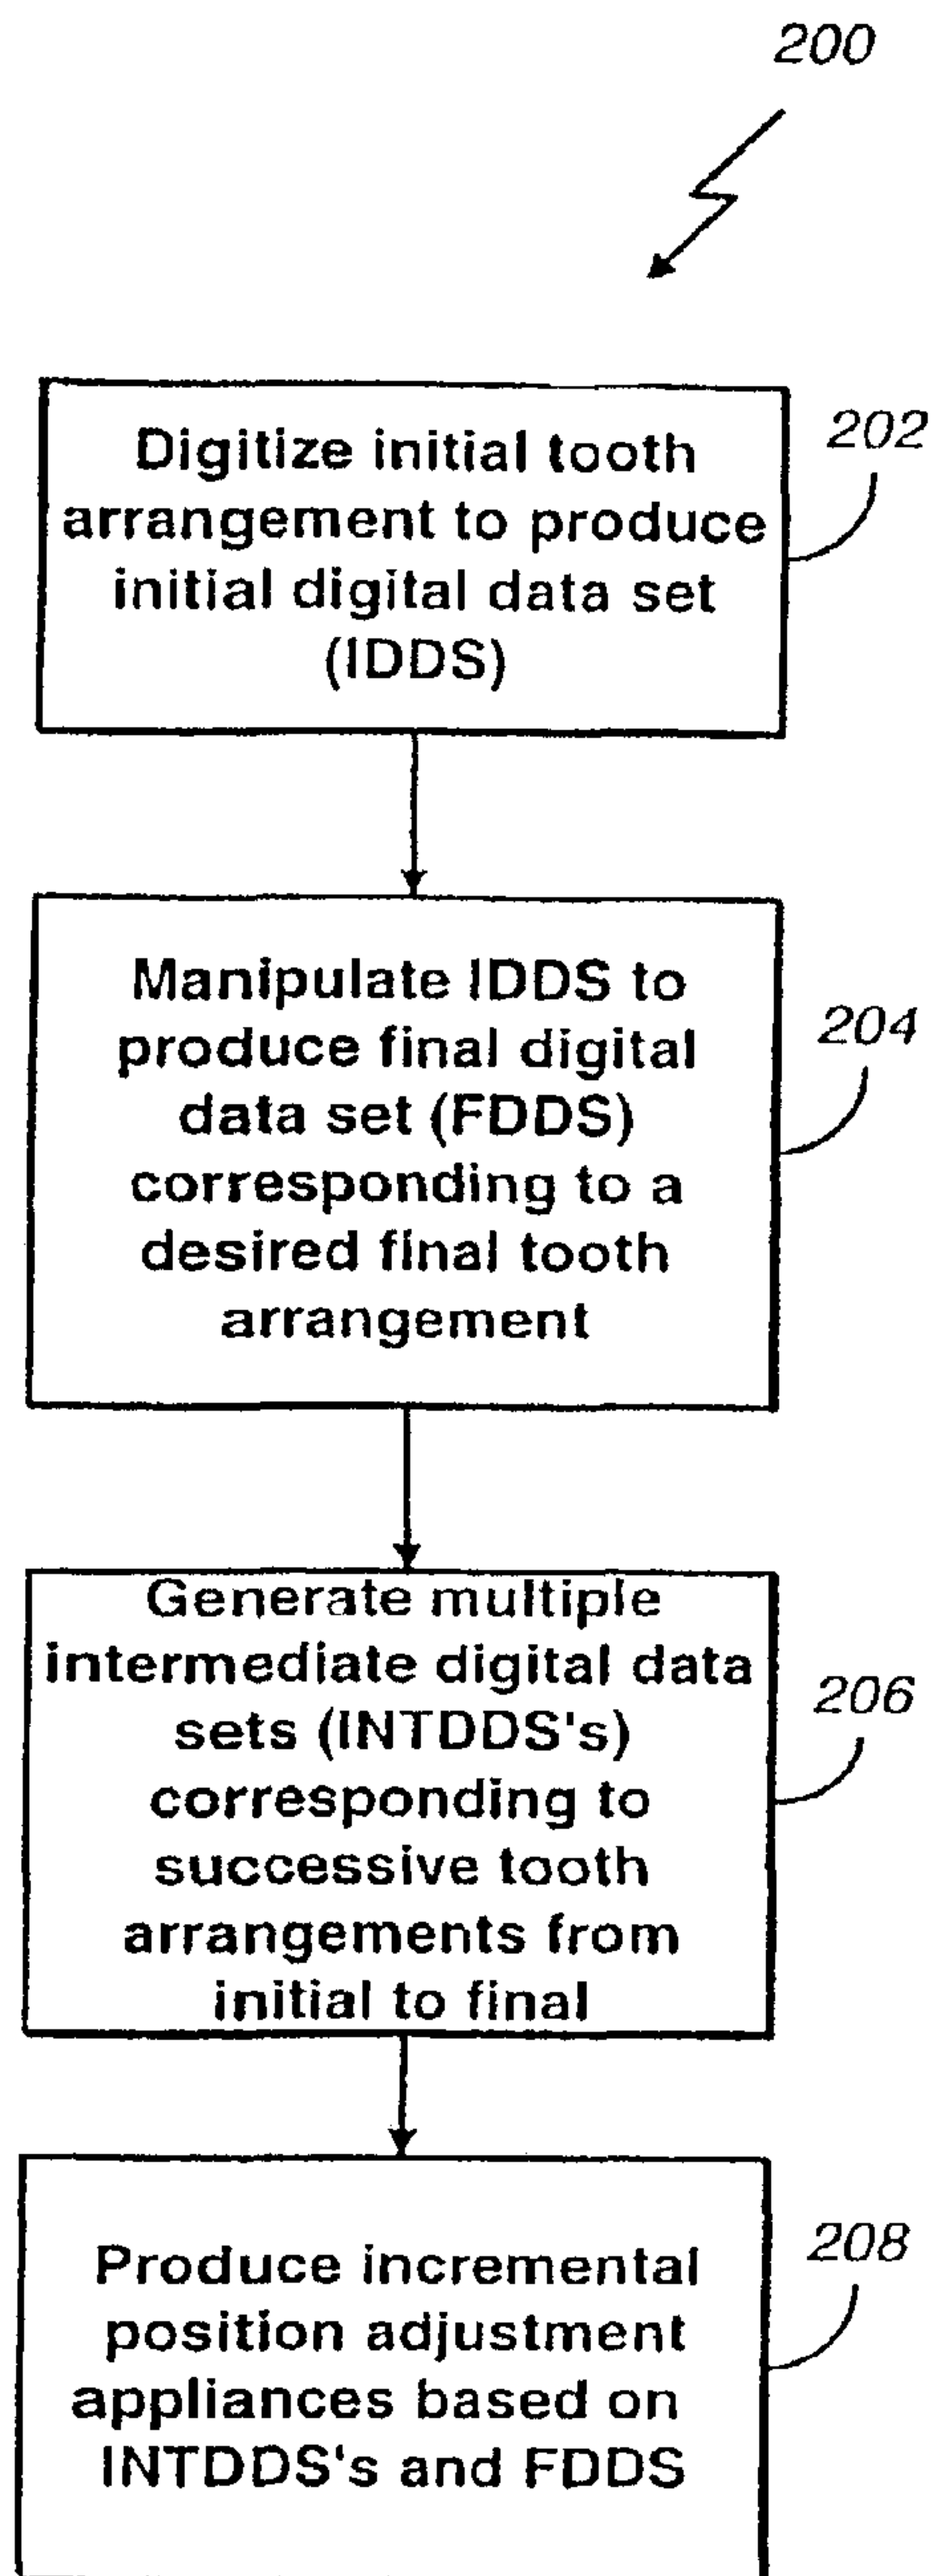 200
Digitize initial tooth
arrangement to produce
initial digital data set
(IDDS)
202
Manipulate IDDS to
produce final digital
data set (FDDS)
corresponding to a
desired final tooth
arrangement
204
Generate multiple
intermediate digital data
sets (INTDDS's)
corresponding to
successive tooth
arrangements from
initial to final
206
Produce incremental
position adjustment
appliances based on
INTDDS's and FDDS
208